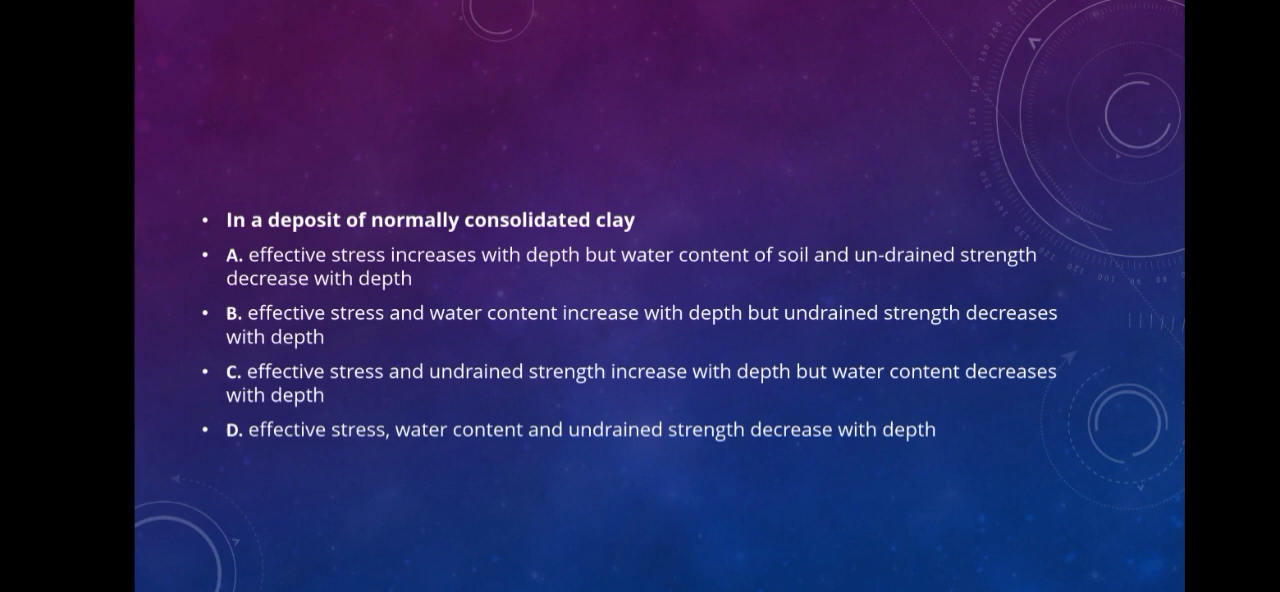 • In a deposit of normally consolidated clay
• A. effective stress increases with depth but water content of soil and un-drained strength
decrease with depth
• B. effective stress and water content increase with depth but undrained strength decreases
with depth
• C. effective stress and undrained strength increase with depth but water content decreases
with depth
• D. effective stress, water content and undrained strength decrease with depth